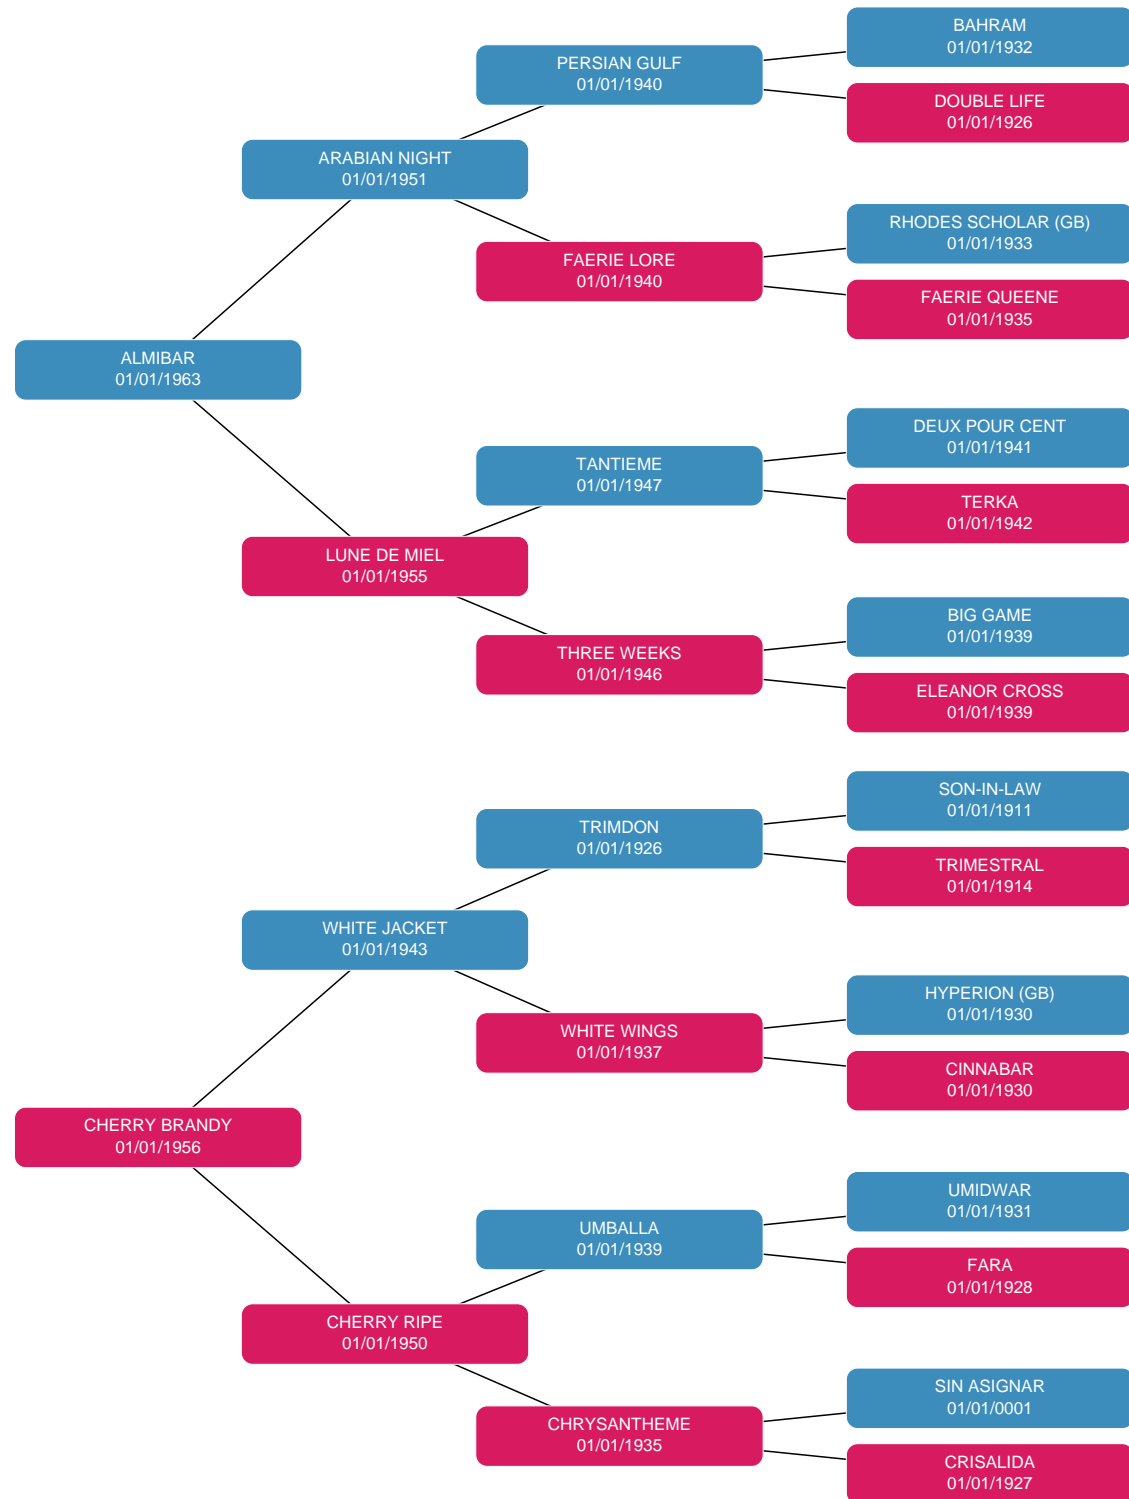 BAHRAM
01/01/1932
PERSIAN GULF
01/01/1940
DOUBLE LIFE
01/01/1926
ARABIAN NIGHT
01/01/1951
RHODES SCHOLAR (GB)
01/01/1933
FAERIE LORE
01/01/1940
FAERIE QUEENE
01/01/1935
ALMIBAR
01/01/1963
DEUX POUR CENT
01/01/1941
TANTIEME
01/01/1947
TERKA
01/01/1942
LUNE DE MIEL
01/01/1955
BIG GAME
01/01/1939
THREE WEEKS
01/01/1946
ELEANOR CROSS
01/01/1939
SON-IN-LAW
01/01/1911
TRIMDON
01/01/1926
TRIMESTRAL
01/01/1914
WHITE JACKET
01/01/1943
HYPERION (GB)
01/01/1930
WHITE WINGS
01/01/1937
CINNABAR
01/01/1930
CHERRY BRANDY
01/01/1956
UMIDWAR
01/01/1931
UMBALLA
01/01/1939
FARA
01/01/1928
CHERRY RIPE
01/01/1950
SIN ASIGNAR
01/01/0001
CHRYSANTHEME
01/01/1935
CRISALIDA
01/01/1927